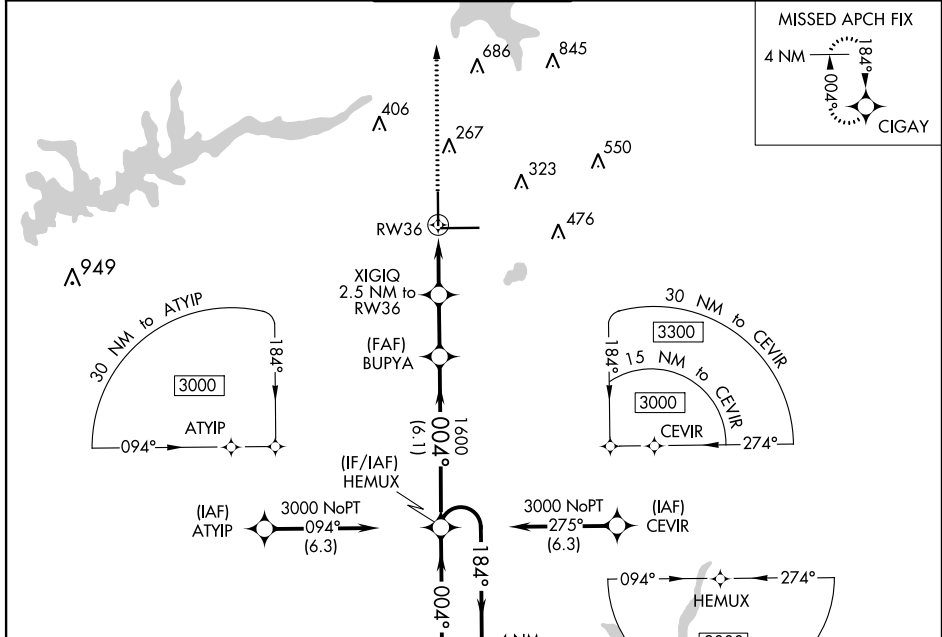 MISSED APCH FIX
4 NM
184°
004°
CIGAY
686
845
406
267
550
323
476
RW36
949
XIGIQ
2.5 NM to
RW36
(FAF)
BUPYA
30 NM to ATYIP
184°
3000
ATYIP
094°
30 NM to CEVIR
3300
184°
15 NM to CEVIR
3000
CEVIR
274°
1600
004°
(6.1)
(IF/IAF)
HEMUX
(IAF)
ATYIP
3000 NoPT
094°
(6.3)
3000 NoPT
275°
(6.3)
(IAF)
CEVIR
184°
004°
094°
274°
HEMUX
4 NM